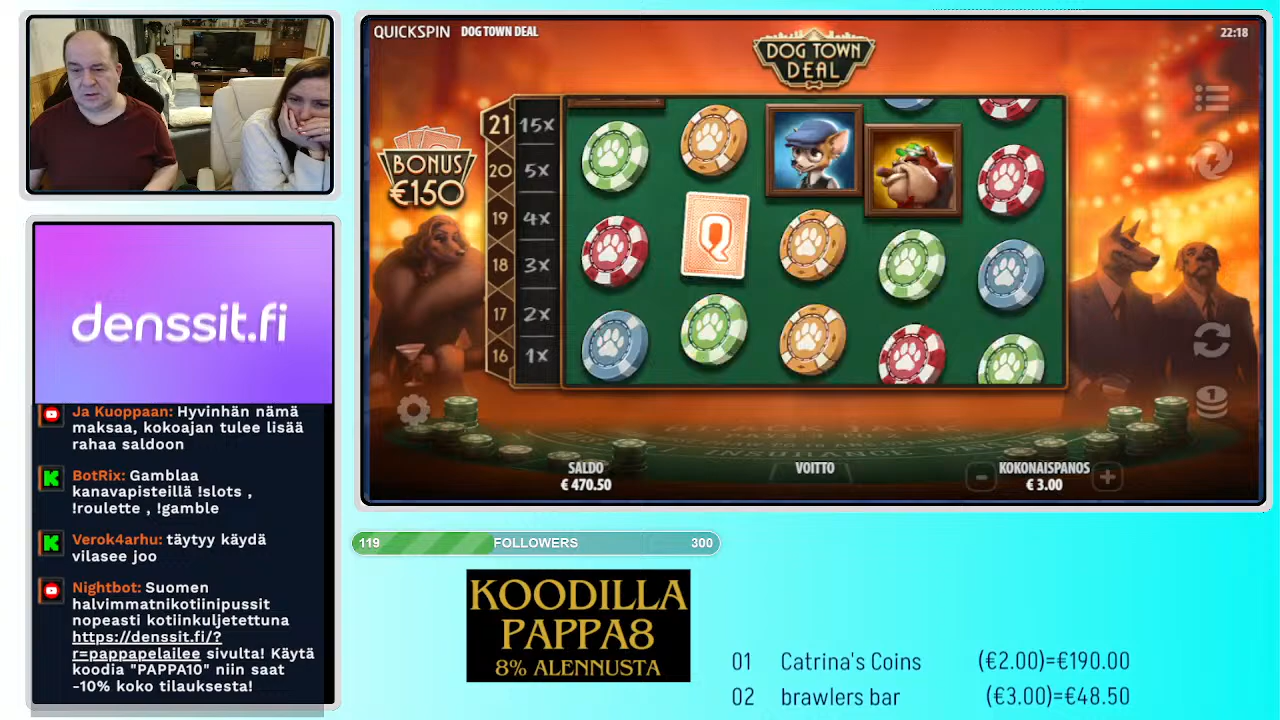 QUICKSPIN DOG TOWN DEAL
DOG TOWN
DEAL
22:18
BONUS
€150
21 15x
20 5x
19 4x
18 3x
17 2x
16 1x
Q
SALDO
€ 470.50
VOITTO
KOKONAISPANOS
€ 3.00
denssit.fi
Ja Kuoppaan: Hyvinhän nämä
maksaa, kokoajan tulee lisää
rahaa saldoon
BotRix: Gamblaa
kanavapisteillä !slots ,
!roulette , !gamble
Verok4arhu: täytyy käydä
vilasee joo
Nightbot: Suomen
halvimmatnikotiinipussit
nopeasti kotiinkuljetettuna
https://denssit.fi/?
r=pappapelailee sivulta! Käytä
koodia "PAPPA10" niin saat
-10% koko tilauksesta!
119 FOLLOWERS 300
KOODILLA
PAPPA8
8% ALENNUSTA
01 Catrina's Coins (€2.00)=€190.00
02 brawlers bar (€3.00)=€48.50